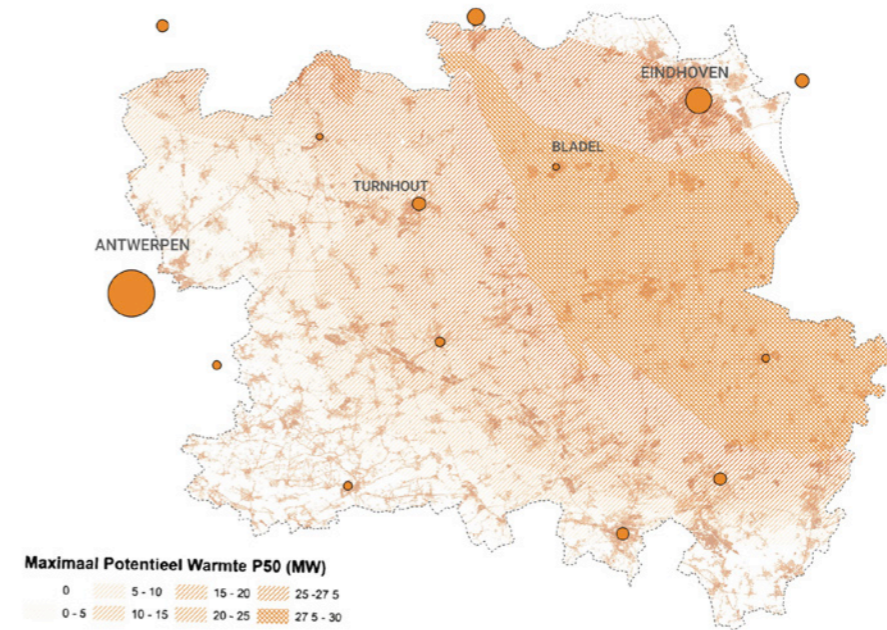 EINDHOVEN
BLADEL
TURNHOUT
ANTWERPEN
Maximaal Potentieel Warmte P50 (MW)
0 5 - 10 15 - 20 25 -27 5
0 - 5 10 - 15 20 - 25 27 5 - 30